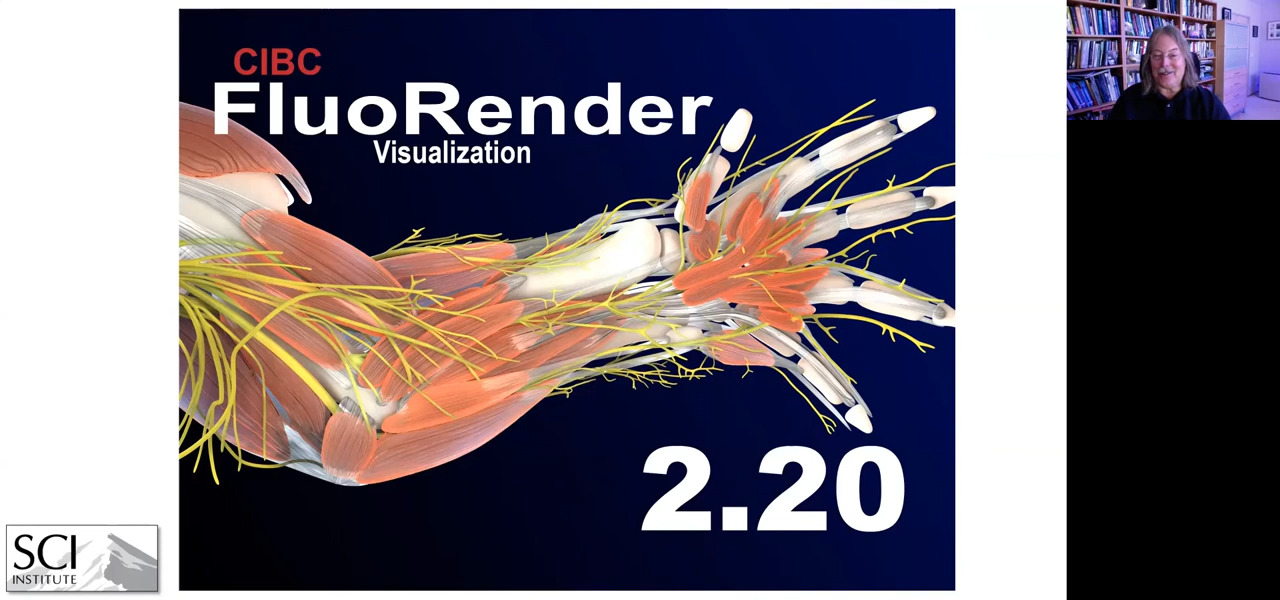 CIBC
FluoRender
Visualization
2.20
SCI
INSTITUTE